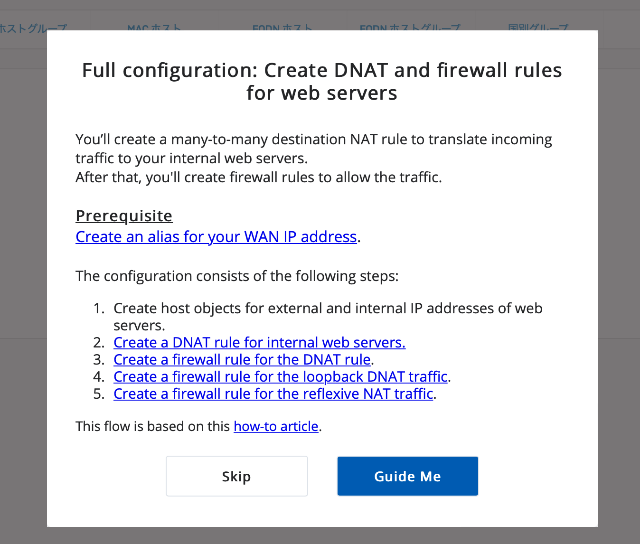 ホストグループ MAC ホスト FQDN ホスト FQDN ホストグループ 国別グループ
Full configuration: Create DNAT and firewall rules
for web servers
You'll create a many-to-many destination NAT rule to translate incoming
traffic to your internal web servers.
After that, you'll create firewall rules to allow the traffic.
Prerequisite
Create an alias for your WAN IP address.
The configuration consists of the following steps:
1. Create host objects for external and internal IP addresses of web
servers.
2. Create a DNAT rule for internal web servers.
3. Create a firewall rule for the DNAT rule.
4. Create a firewall rule for the loopback DNAT traffic.
5. Create a firewall rule for the reflexive NAT traffic.
This flow is based on this how-to article.
Skip Guide Me